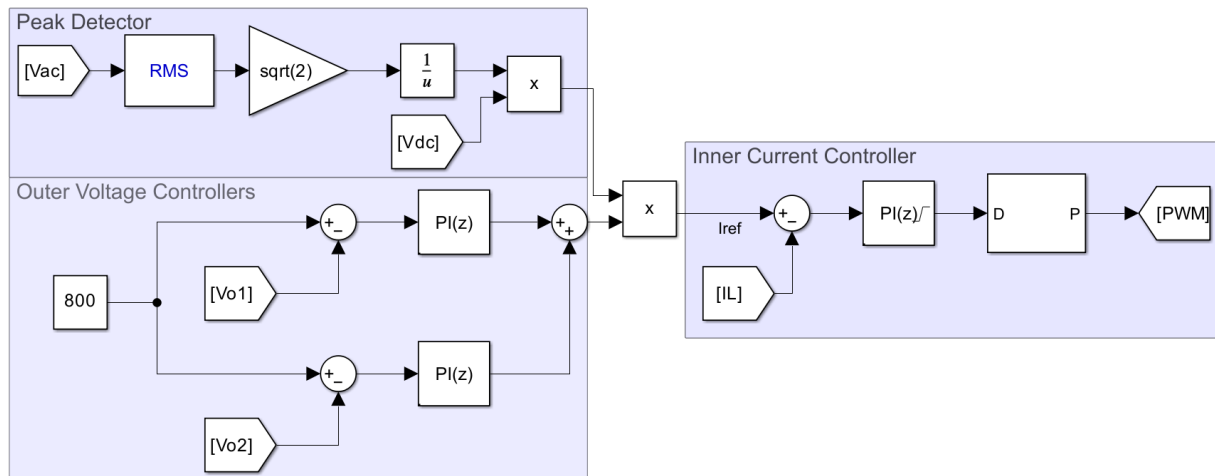 Peak Detector
[Vac]
RMS
sqrt(2)
1
u
x
[Vdc]
Outer Voltage Controllers
+
-
PI(z)
+
+
800
[Vo1]
+
-
PI(z)
[Vo2]
x
Iref
Inner Current Controller
+
-
PI(z)
D
P
[PWM]
[IL]